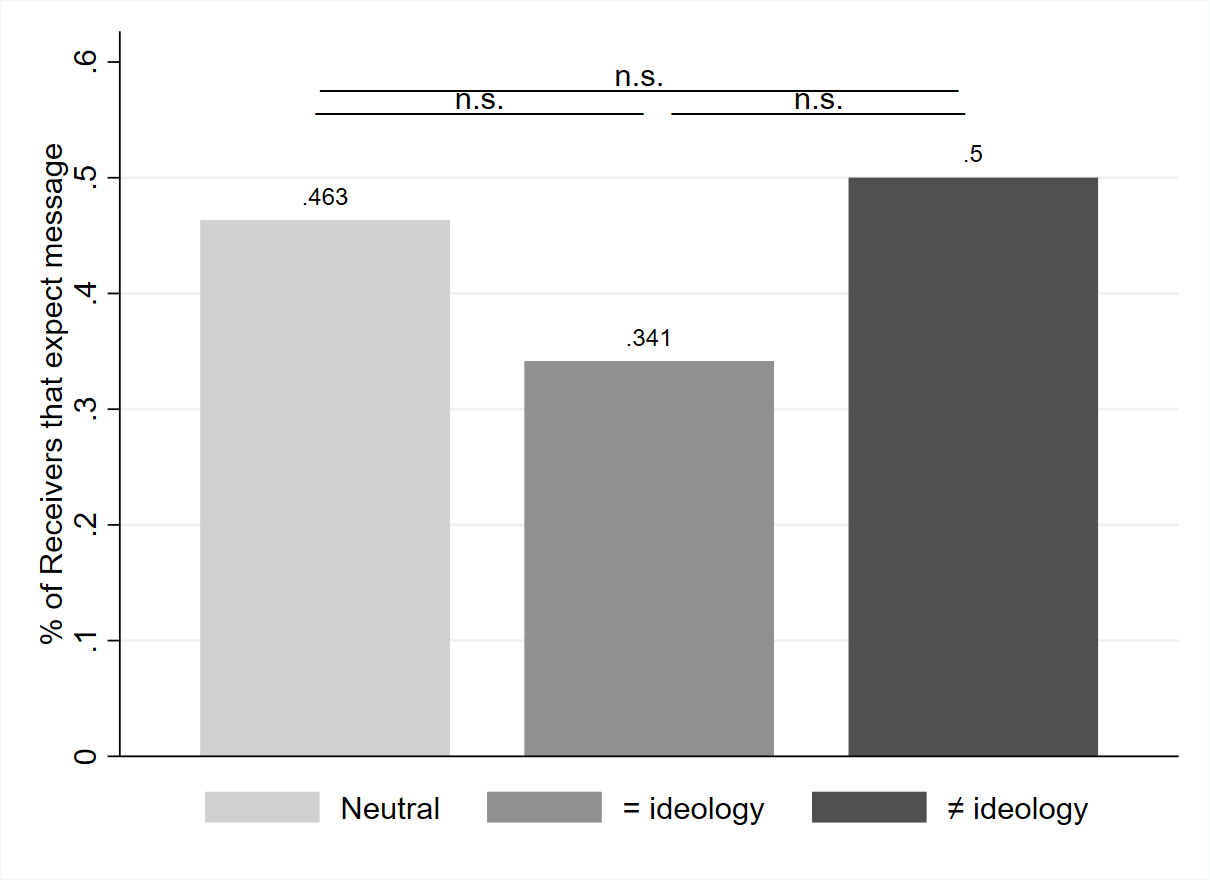 % of Receivers that expect message
.6
.5
.4
.3
.2
.1
0
n.s.
n.s. n.s.
.463
.341
.5
Neutral = ideology ≠ ideology